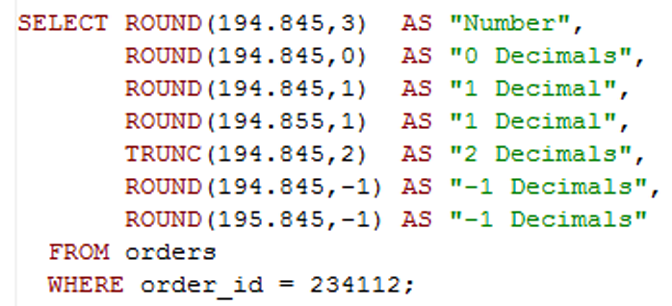 SELECT ROUND(194.845,3)  AS "Number",
       ROUND(194.845,0)  AS "0 Decimals",
       ROUND(194.845,1)  AS "1 Decimal",
       ROUND(194.855,1)  AS "1 Decimal",
       TRUNC(194.845,2)  AS "2 Decimals",
       ROUND(194.845,-1) AS "-1 Decimals",
       ROUND(195.845,-1) AS "-1 Decimals"
  FROM orders
  WHERE order_id = 234112;